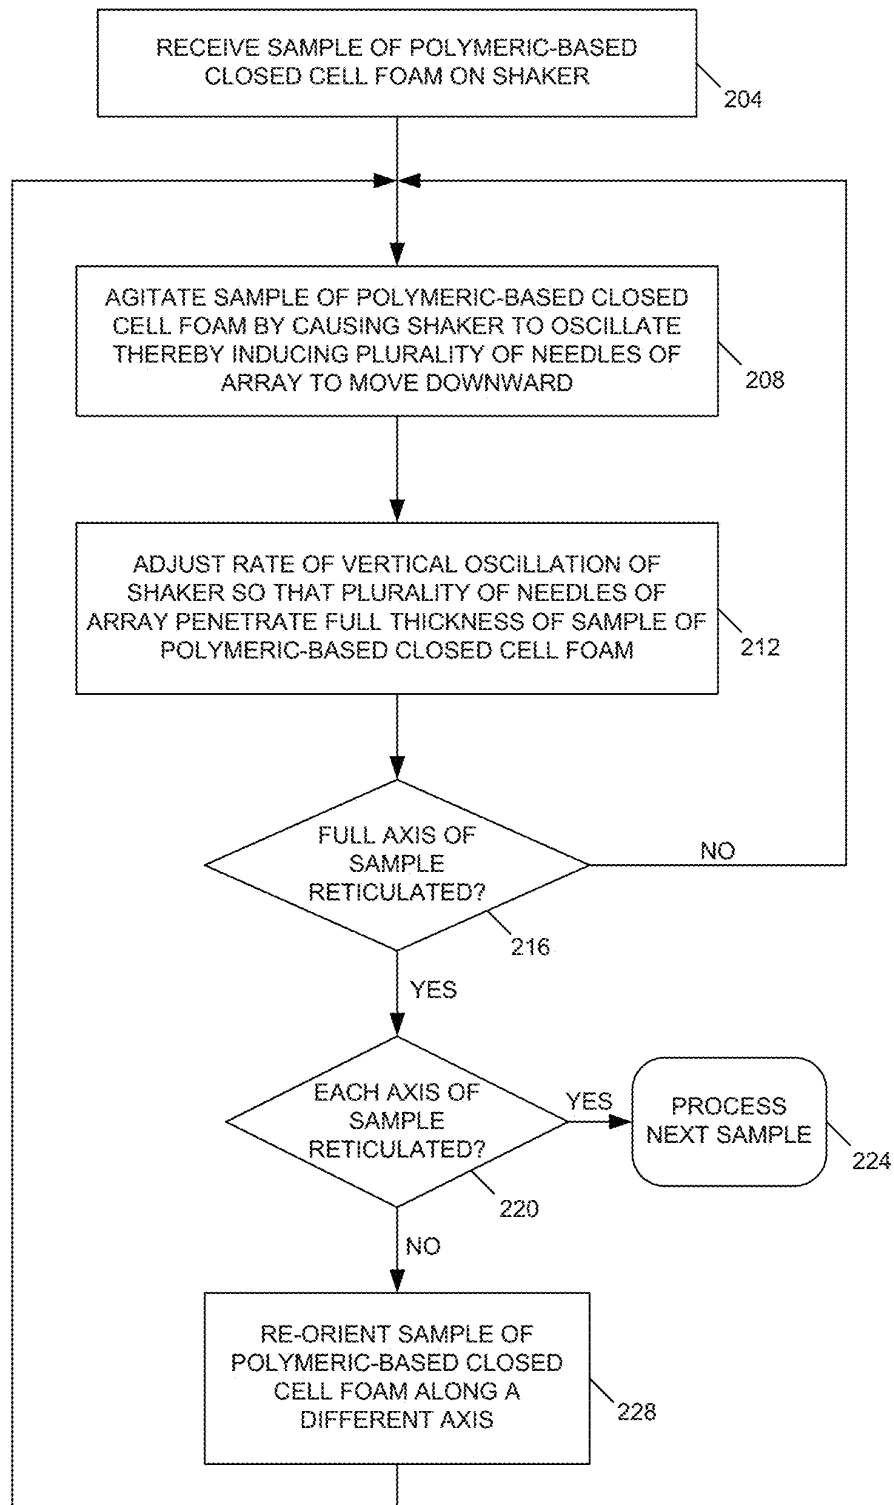 RECEIVE SAMPLE OF POLYMERIC-BASED
CLOSED CELL FOAM ON SHAKER
204
AGITATE SAMPLE OF POLYMERIC-BASED CLOSED
CELL FOAM BY CAUSING SHAKER TO OSCILLATE
THEREBY INDUCING PLURALITY OF NEEDLES OF
ARRAY TO MOVE DOWNWARD
208
ADJUST RATE OF VERTICAL OSCILLATION OF
SHAKER SO THAT PLURALITY OF NEEDLES OF
ARRAY PENETRATE FULL THICKNESS OF SAMPLE OF
POLYMERIC-BASED CLOSED CELL FOAM
212
FULL AXIS OF
SAMPLE
RETICULATED?
NO
216
YES
EACH AXIS OF
SAMPLE
RETICULATED?
YES
PROCESS
NEXT SAMPLE
224
220
NO
RE-ORIENT SAMPLE OF
POLYMERIC-BASED CLOSED
CELL FOAM ALONG A
DIFFERENT AXIS
228